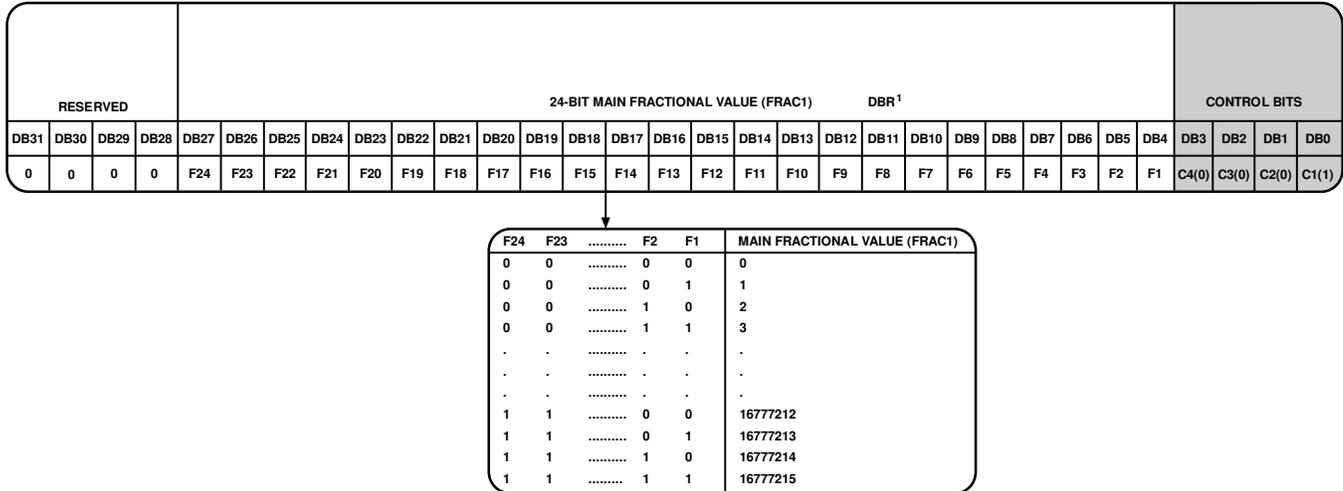 RESERVED 24-BIT MAIN FRACTIONAL VALUE (FRAC1) DBR1 CONTROL BITS
DB31 DB30 DB29 DB28 DB27 DB26 DB25 DB24 DB23 DB22 DB21 DB20 DB19 DB18 DB17 DB16 DB15 DB14 DB13 DB12 DB11 DB10 DB9 DB8 DB7 DB6 DB5 DB4 DB3 DB2 DB1 DB0
0 0 0 0 F24 F23 F22 F21 F20 F19 F18 F17 F16 F15 F14 F13 F12 F11 F10 F9 F8 F7 F6 F5 F4 F3 F2 F1 C4(0) C3(0) C2(0) C1(1)
F24 F23 .......... F2 F1 MAIN FRACTIONAL VALUE (FRAC1)
0 0 .......... 0 0 0
0 0 .......... 0 1 1
0 0 .......... 1 0 2
0 0 .......... 1 1 3
. . .......... . . .
. . .......... . . .
. . .......... . . .
1 1 .......... 0 0 16777212
1 1 .......... 0 1 16777213
1 1 .......... 1 0 16777214
1 1 ......... 1 1 16777215